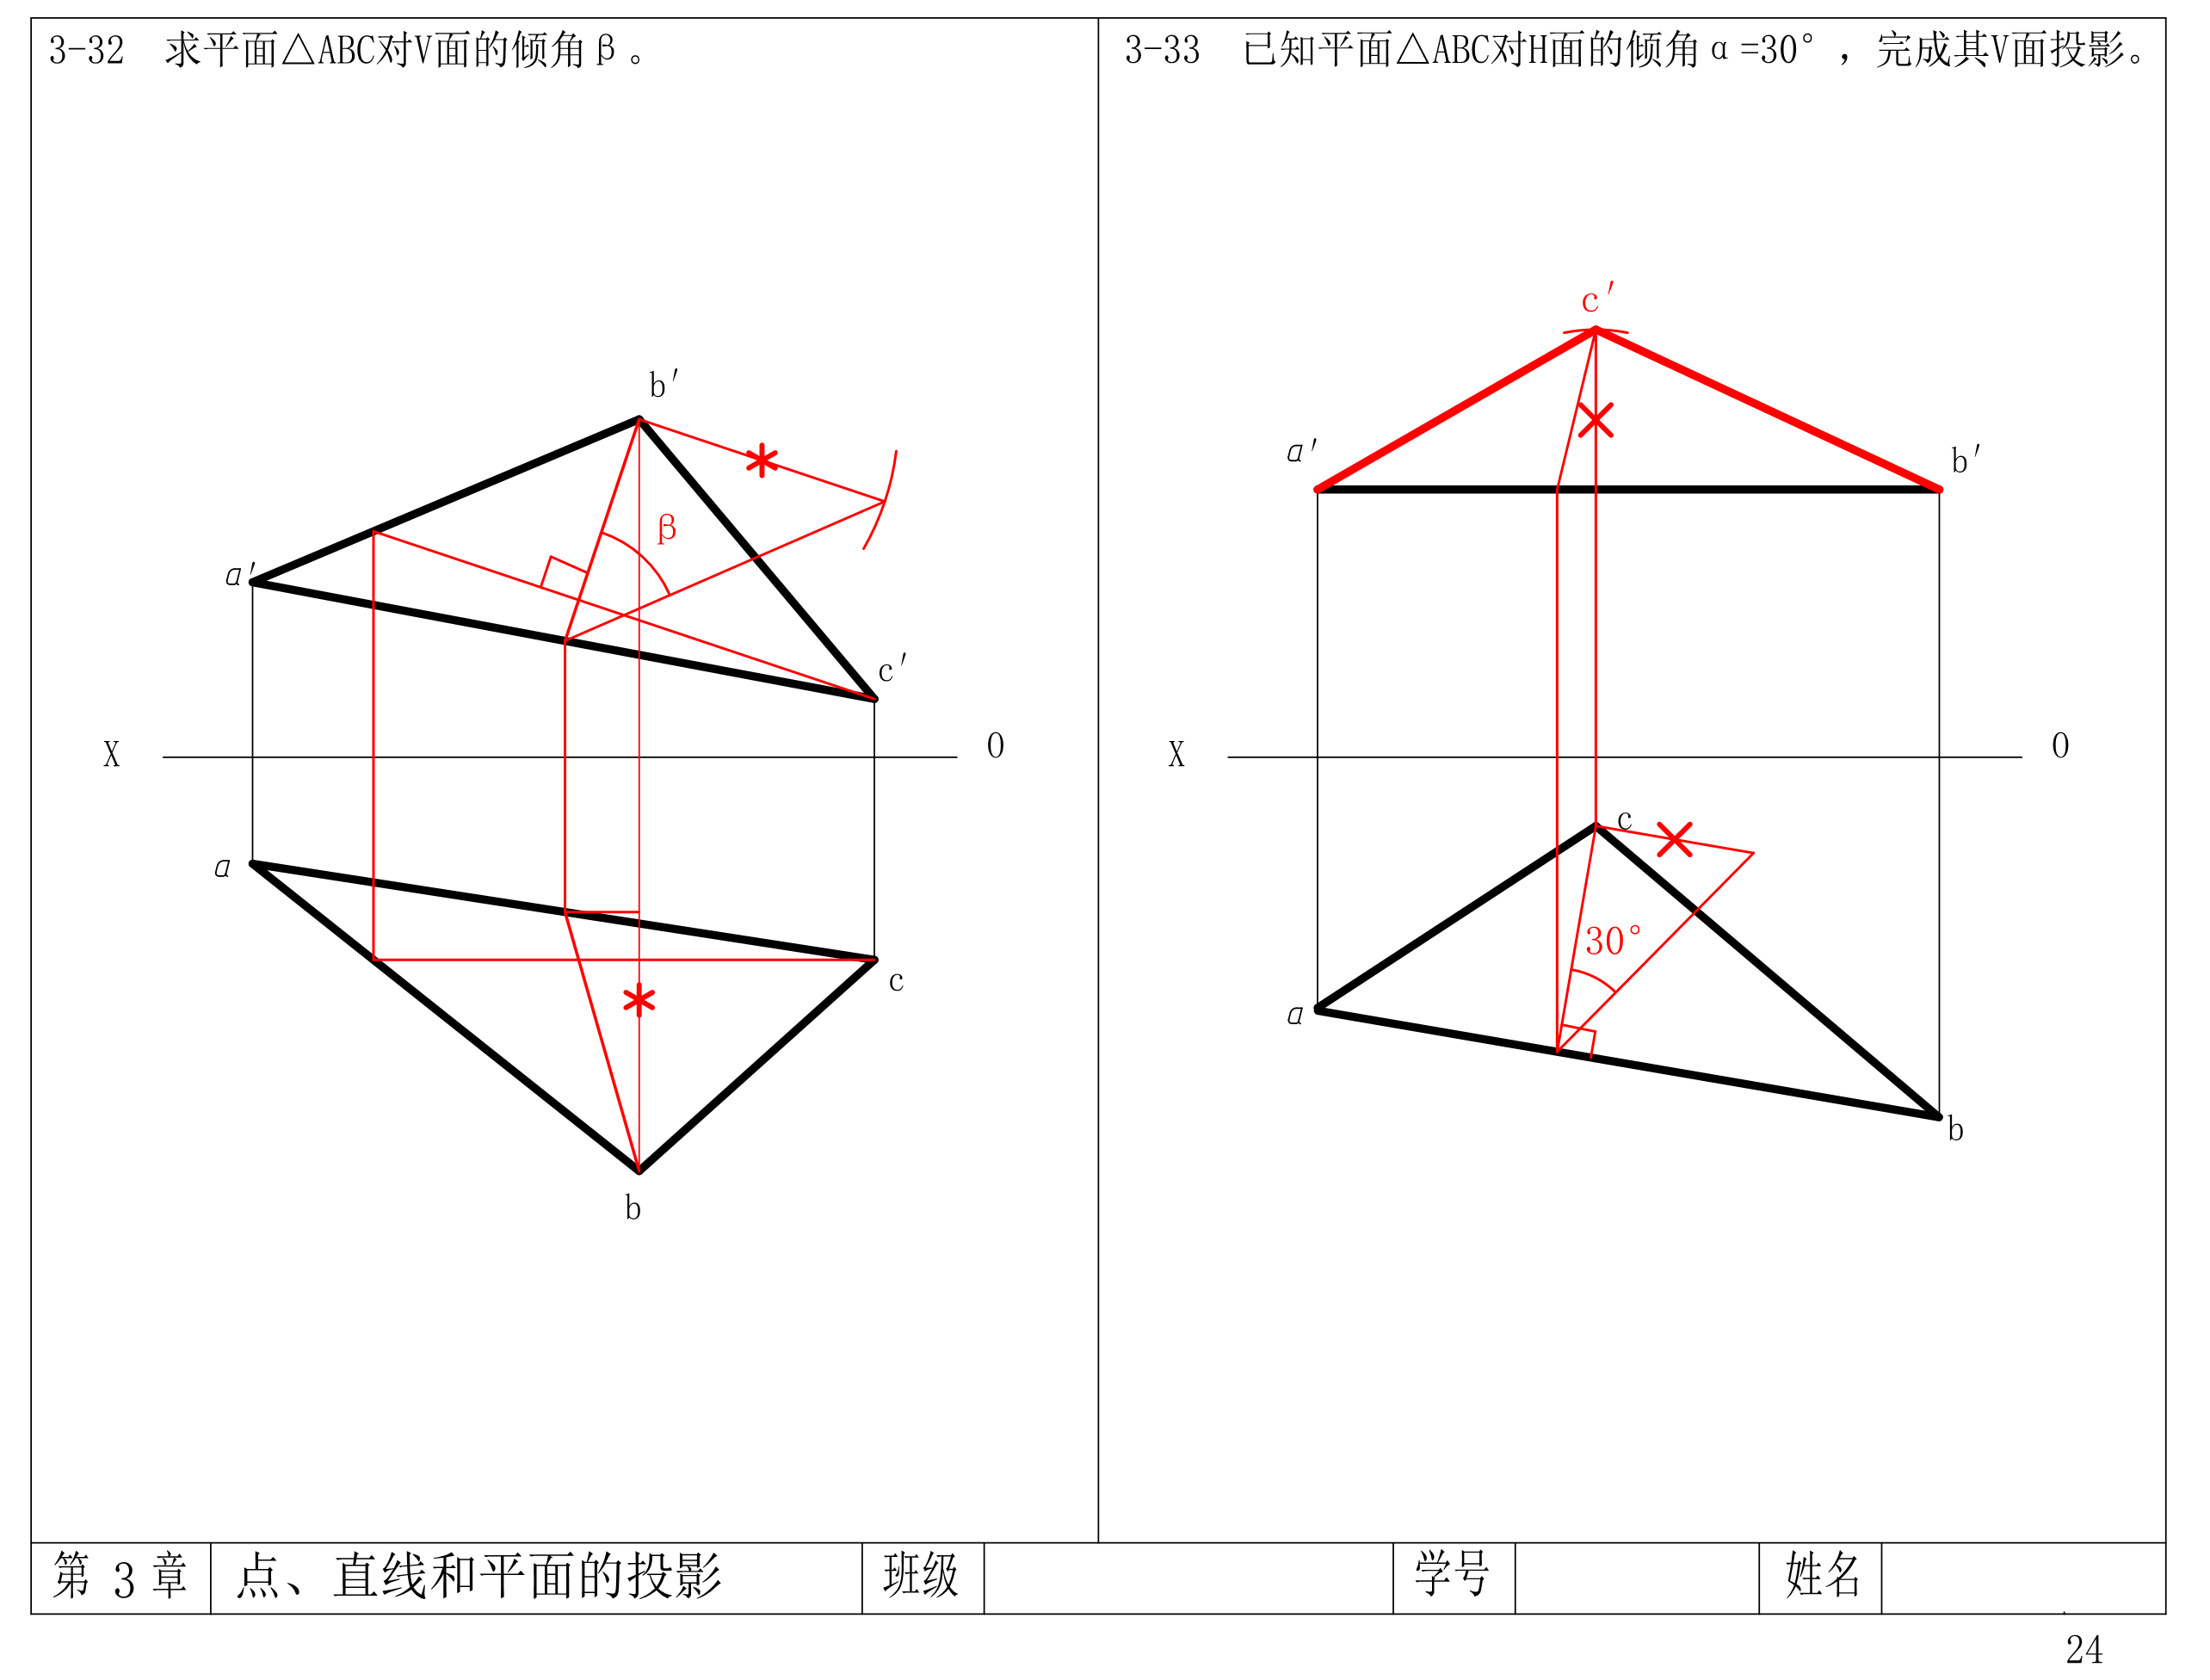 3-32 求平面△ABC对V面的倾角β。
b′
β
a′
c′
X
O
a
c
b
3-33 已知平面△ABC对H面的倾角α=30°，完成其V面投影。
c′
a′
b′
X
O
c
30°
a
b
第 3 章 点、直线和平面的投影 班级 学号 姓名
24